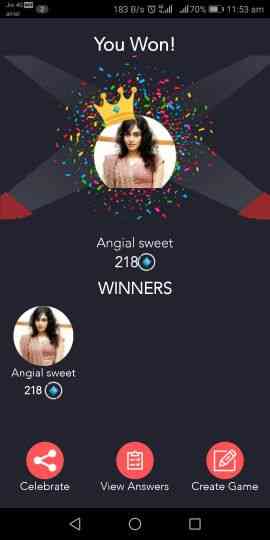 Jio 4G
airtel
2
183 B/s
70%
11:53 am
You Won!
Angial sweet
218
WINNERS
Angial sweet
218
Celebrate
View Answers
Create Game